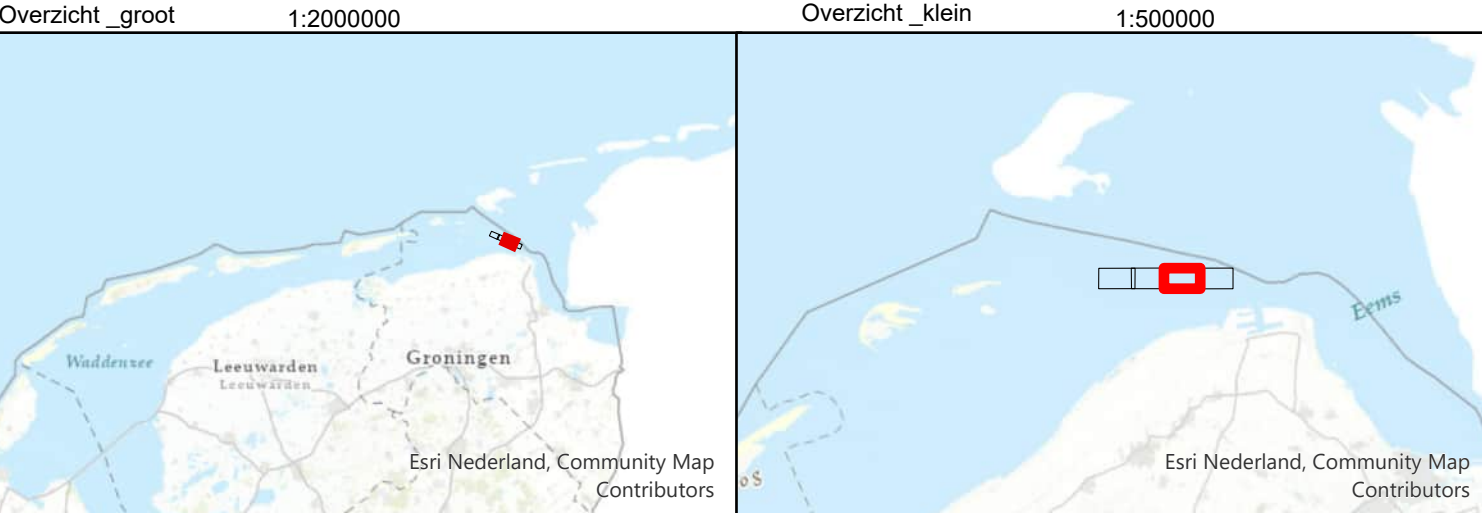 Overzicht _groot 1:2000000
Overzicht _klein 1:500000
Waddenzee
Leeuwarden
Leeuwarden
Groningen
Esri Nederland, Community Map
Contributors
Eems
oS
Esri Nederland, Community Map
Contributors